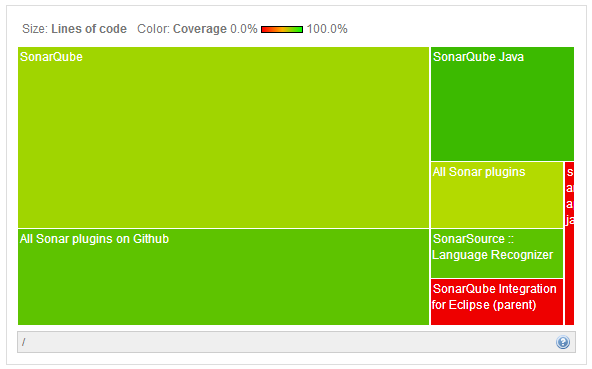 Size: Lines of code Color: Coverage 0.0% 100.0%
SonarQube
SonarQube Java
All Sonar plugins
s
a
ja
All Sonar plugins on Github
SonarSource ::
Language Recognizer
SonarQube Integration
for Eclipse (parent)
/
?